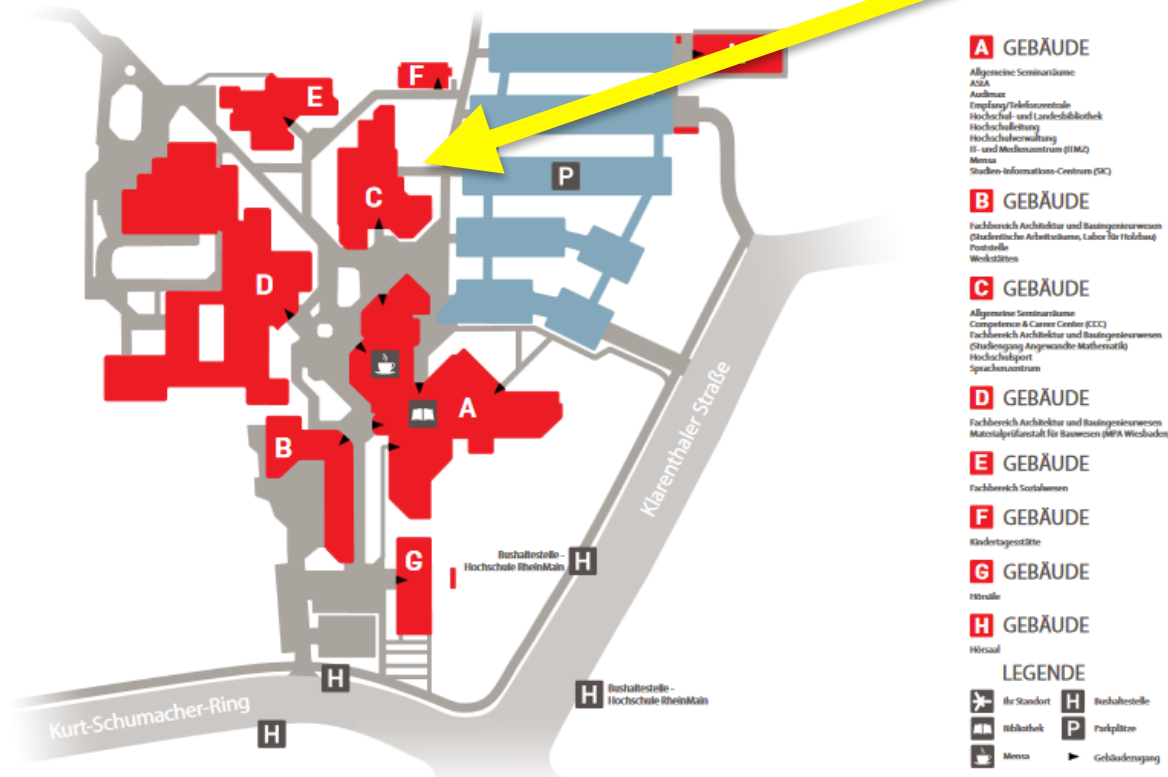 F
E
C
P
D
A
B
G
Klarenthaler Straße
Bushaltestelle –
Hochschule RheinMain
H
H
H
Bushaltestelle –
Hochschule RheinMain
Kurt-Schumacher-Ring
H
A GEBÄUDE
Allgemeine Seminarräume
AStA
Audimax
Empfang/Telefonzentrale
Hochschul- und Landesbibliothek
Hochschulleitung
Hochschulverwaltung
IT- und Medienzentrum (ITMZ)
Mensa
Studien-Informations-Centrum (SIC)
B GEBÄUDE
Fachbereich Architektur und Bauingenieurwesen
(Studentische Arbeitsräume, Labor für Holzbau)
Poststelle
Werkstätten
C GEBÄUDE
Allgemeine Seminarräume
Competence & Career Center (CCC)
Fachbereich Architektur und Bauingenieurwesen
(Studiengang Angewandte Mathematik)
Hochschulsport
Sprachenzentrum
D GEBÄUDE
Fachbereich Architektur und Bauingenieurwesen
Materialprüfanstalt für Bauwesen (MPA Wiesbaden)
E GEBÄUDE
Fachbereich Sozialwesen
F GEBÄUDE
Kindertagesstätte
G GEBÄUDE
Hörsäle
H GEBÄUDE
Hörsaal
LEGENDE
Ihr Standort H Bushaltestelle
Bibliothek P Parkplätze
Mensa Gebäudezugang